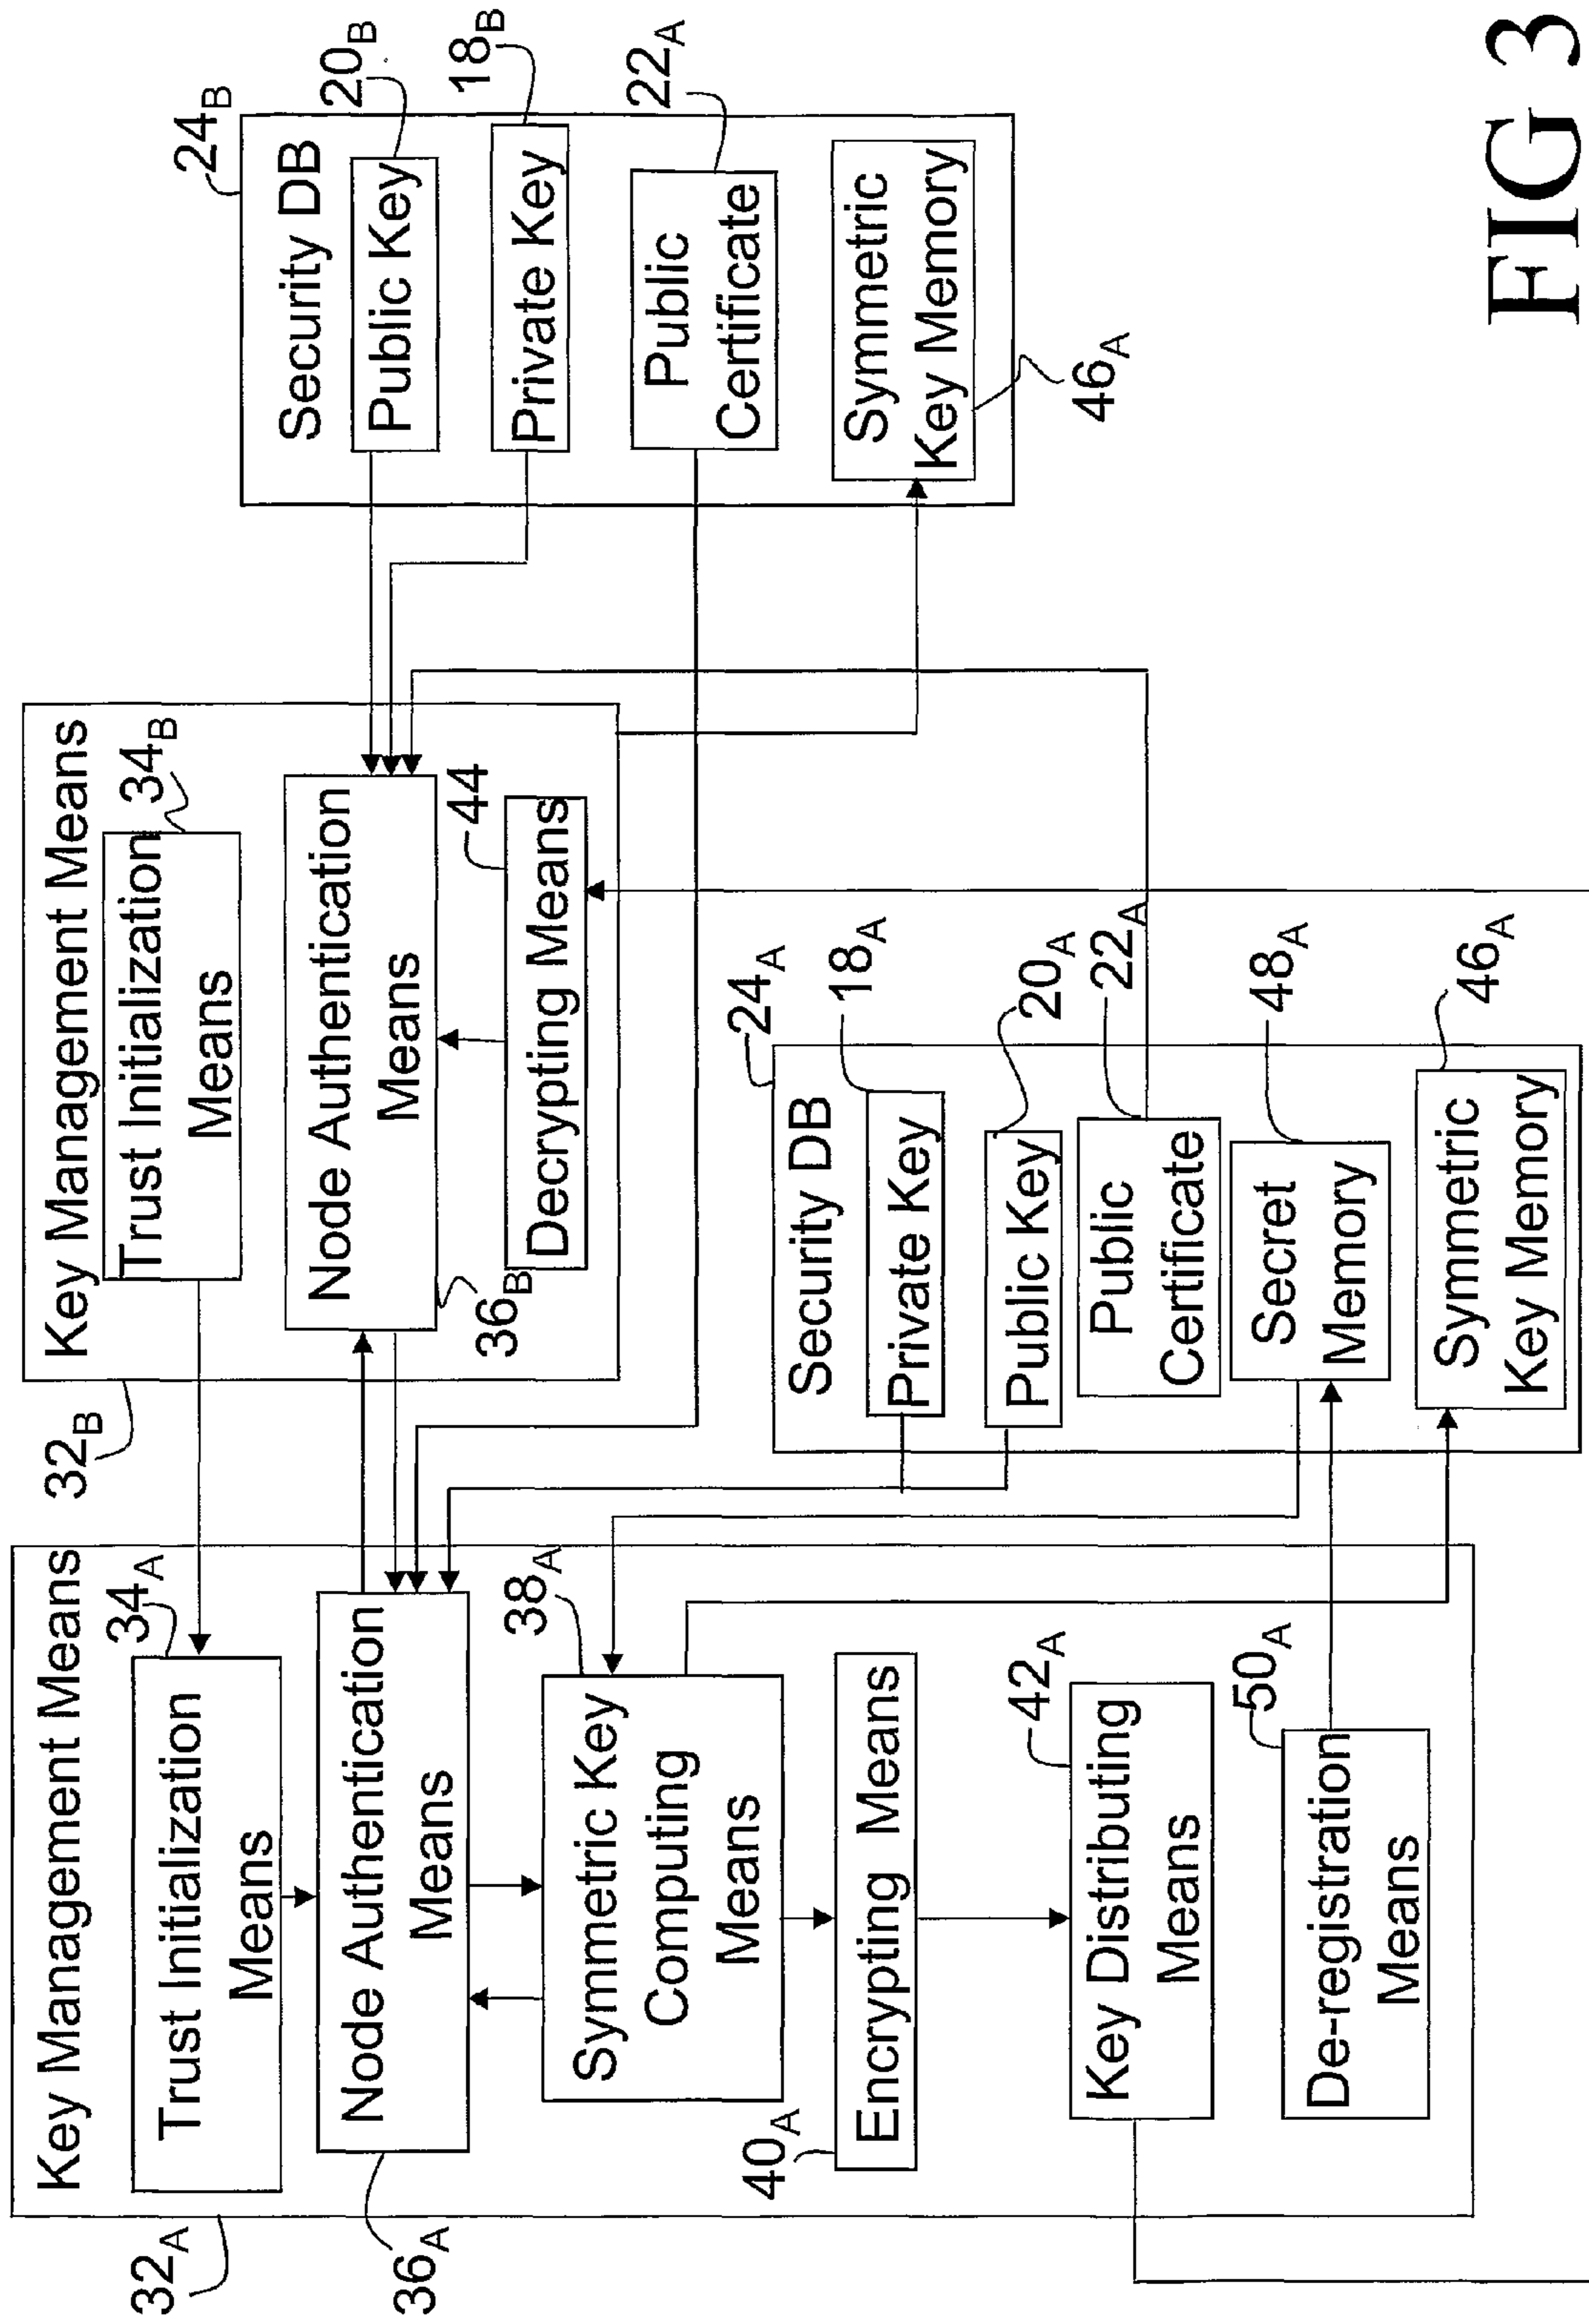 32A
Key Management Means
34A
Trust Initialization
Means
36A
Node Authentication
Means
38A
Symmetric Key
Computing
Means
40A
Encrypting Means
42A
Key Distributing
Means
50A
De-registration
Means
32B
Key Management Means
34B
Trust Initialization
Means
Node Authentication
Means
36B
44
Decrypting Means
24A
Security DB
18A
Private Key
20A
Public Key
22A
Public
Certificate
48A
Secret
Memory
46A
Symmetric
Key Memory
24B
Security DB
20B
Public Key
18B
Private Key
22A
Public
Certificate
Symmetric
Key Memory
46A
FIG 3